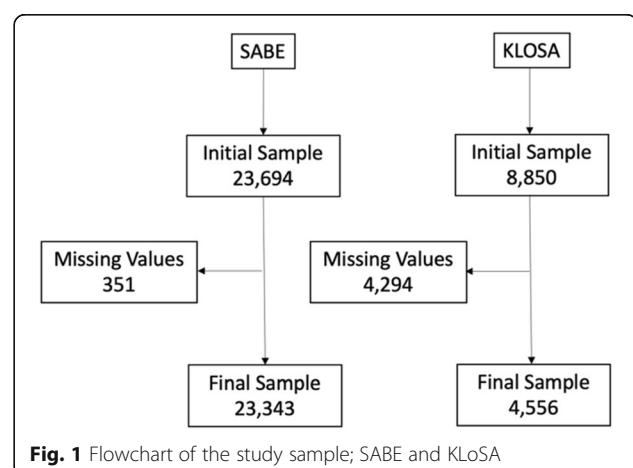 SABE
KLOSA
Initial Sample
23,694
Initial Sample
8,850
Missing Values
351
Missing Values
4,294
Final Sample
23,343
Final Sample
4,556
Fig. 1 Flowchart of the study sample; SABE and KLoSA